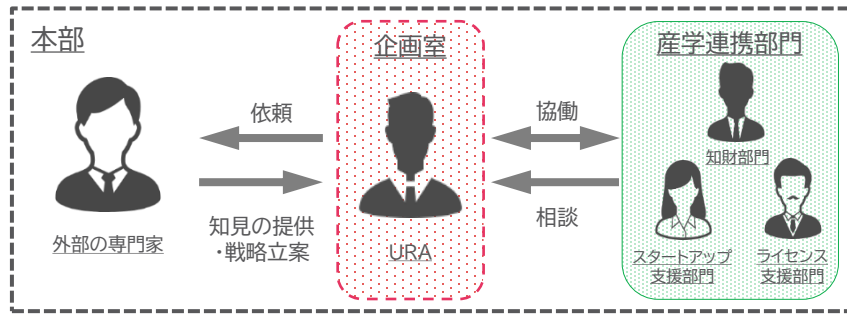 本部
企画室
産学連携部門
依頼
協働
知財部門
知見の提供
・戦略立案
相談
外部の専門家
URA
スタートアップ
支援部門
ライセンス
支援部門